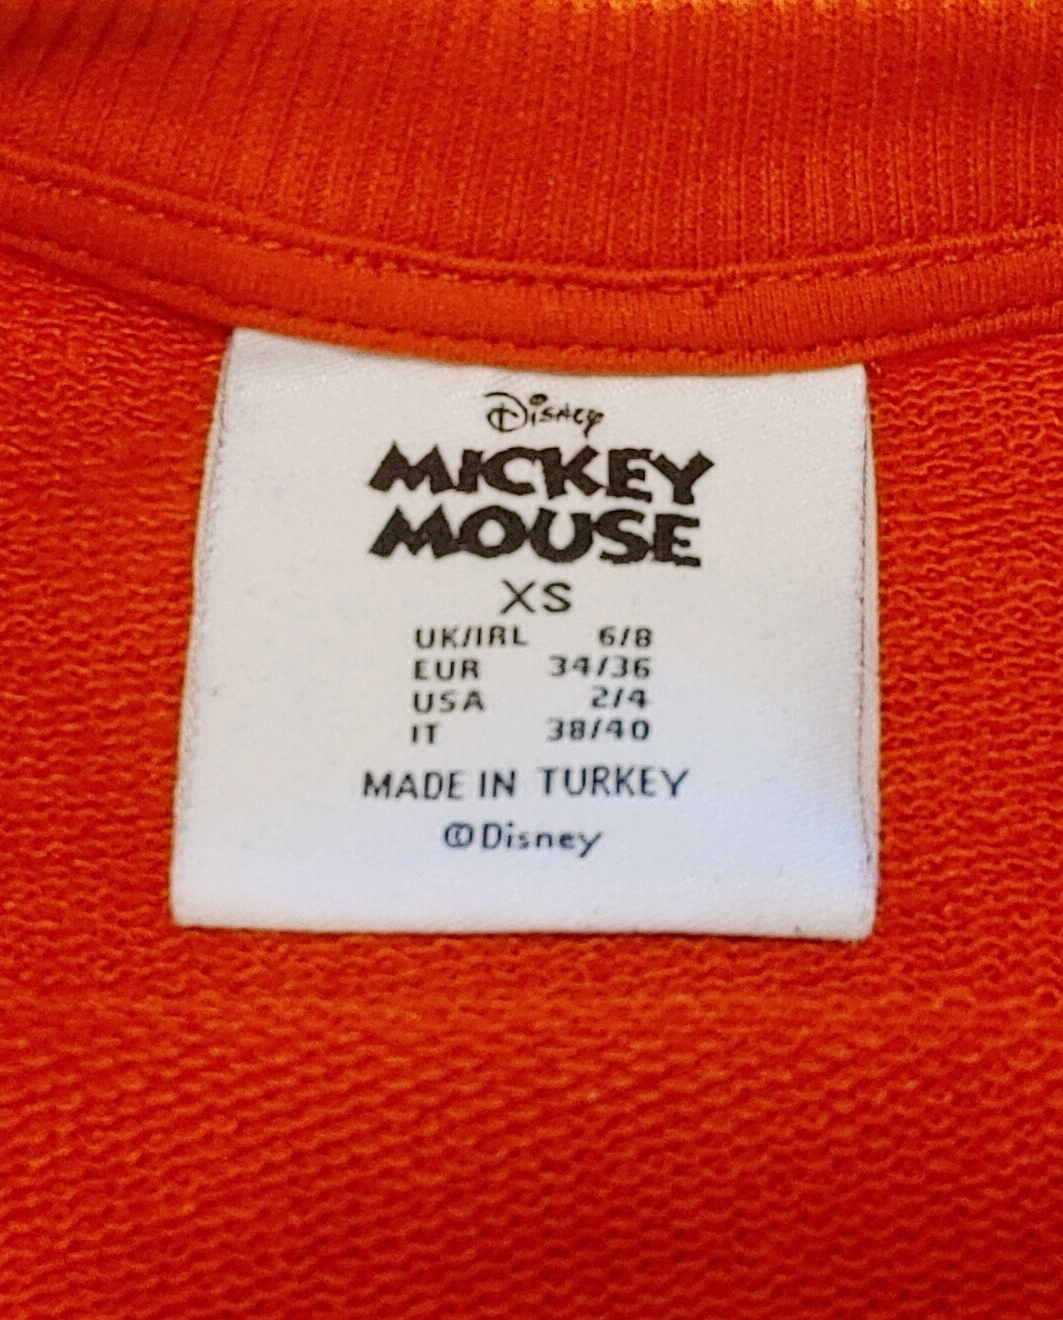 Disney
MICKEY
MOUSE
XS
UK/IRL 6/8
EUR 34/36
USA 2/4
IT 38/40
MADE IN TURKEY
©Disney